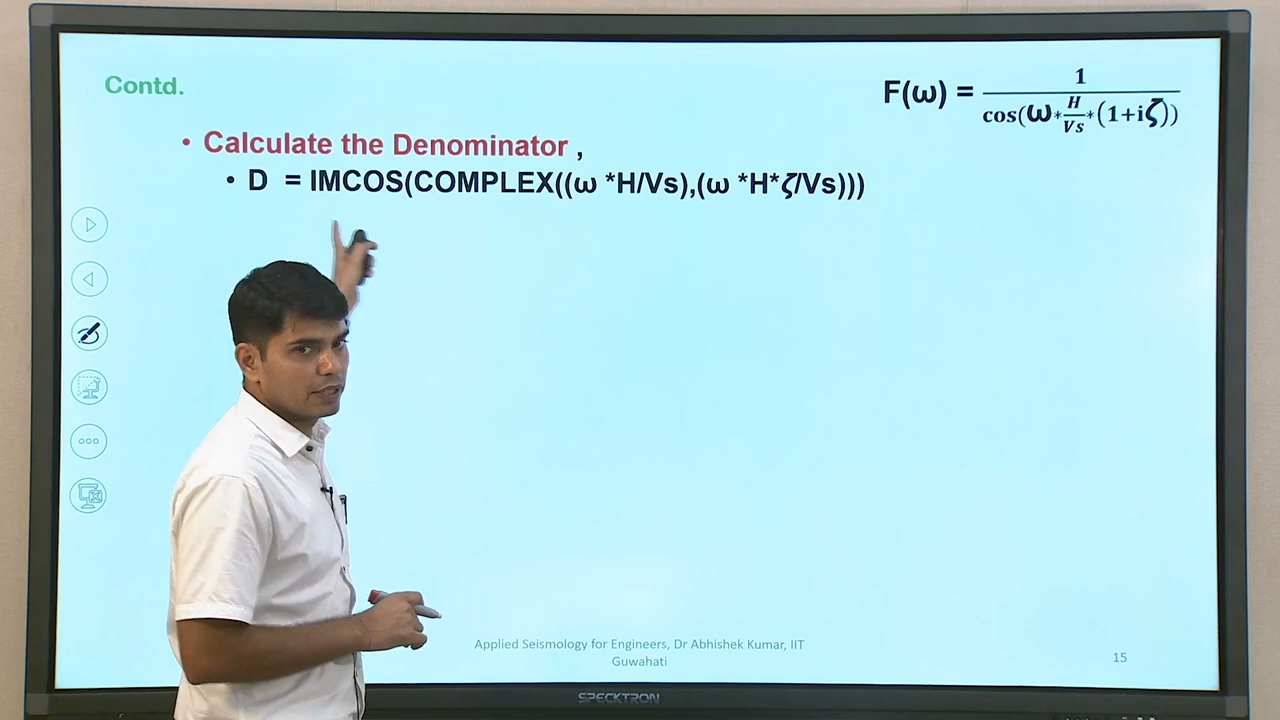 Contd.
F(ω) = 1 / cos(ω*H/Vs*(1+iζ))
• Calculate the Denominator ,
• D = IMCOS(COMPLEX((ω *H/Vs),(ω *H*ζ/Vs)))
Applied Seismology for Engineers, Dr Abhishek Kumar, IIT
Guwahati
15
SPECKTRON